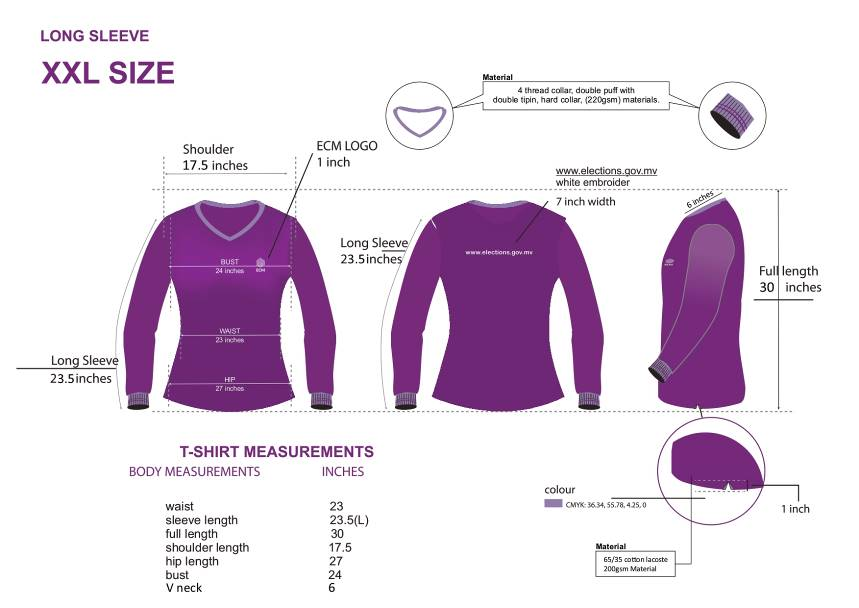 LONG SLEEVE
XXL SIZE
Material
4 thread collar, double puff with
double tipin, hard collar, (220gsm) materials.
Shoulder
17.5 inches
ECM LOGO
1 inch
www.elections.gov.mv
white embroider
7 inch width
6 inches
Long Sleeve
23.5 inches
www.elections.gov.mv
BUST
24 inches
ECM
Full length
30 inches
WAIST
23 inches
Long Sleeve
23.5 inches
HIP
27 inches
T-SHIRT MEASUREMENTS
BODY MEASUREMENTS INCHES
waist 23
sleeve length 23.5(L)
full length 30
shoulder length 17.5
hip length 27
bust 24
V neck 6
colour
CMYK: 36.34, 55.78, 4.25, 0
1 inch
Material
65/35 cotton lacoste
200gsm Material